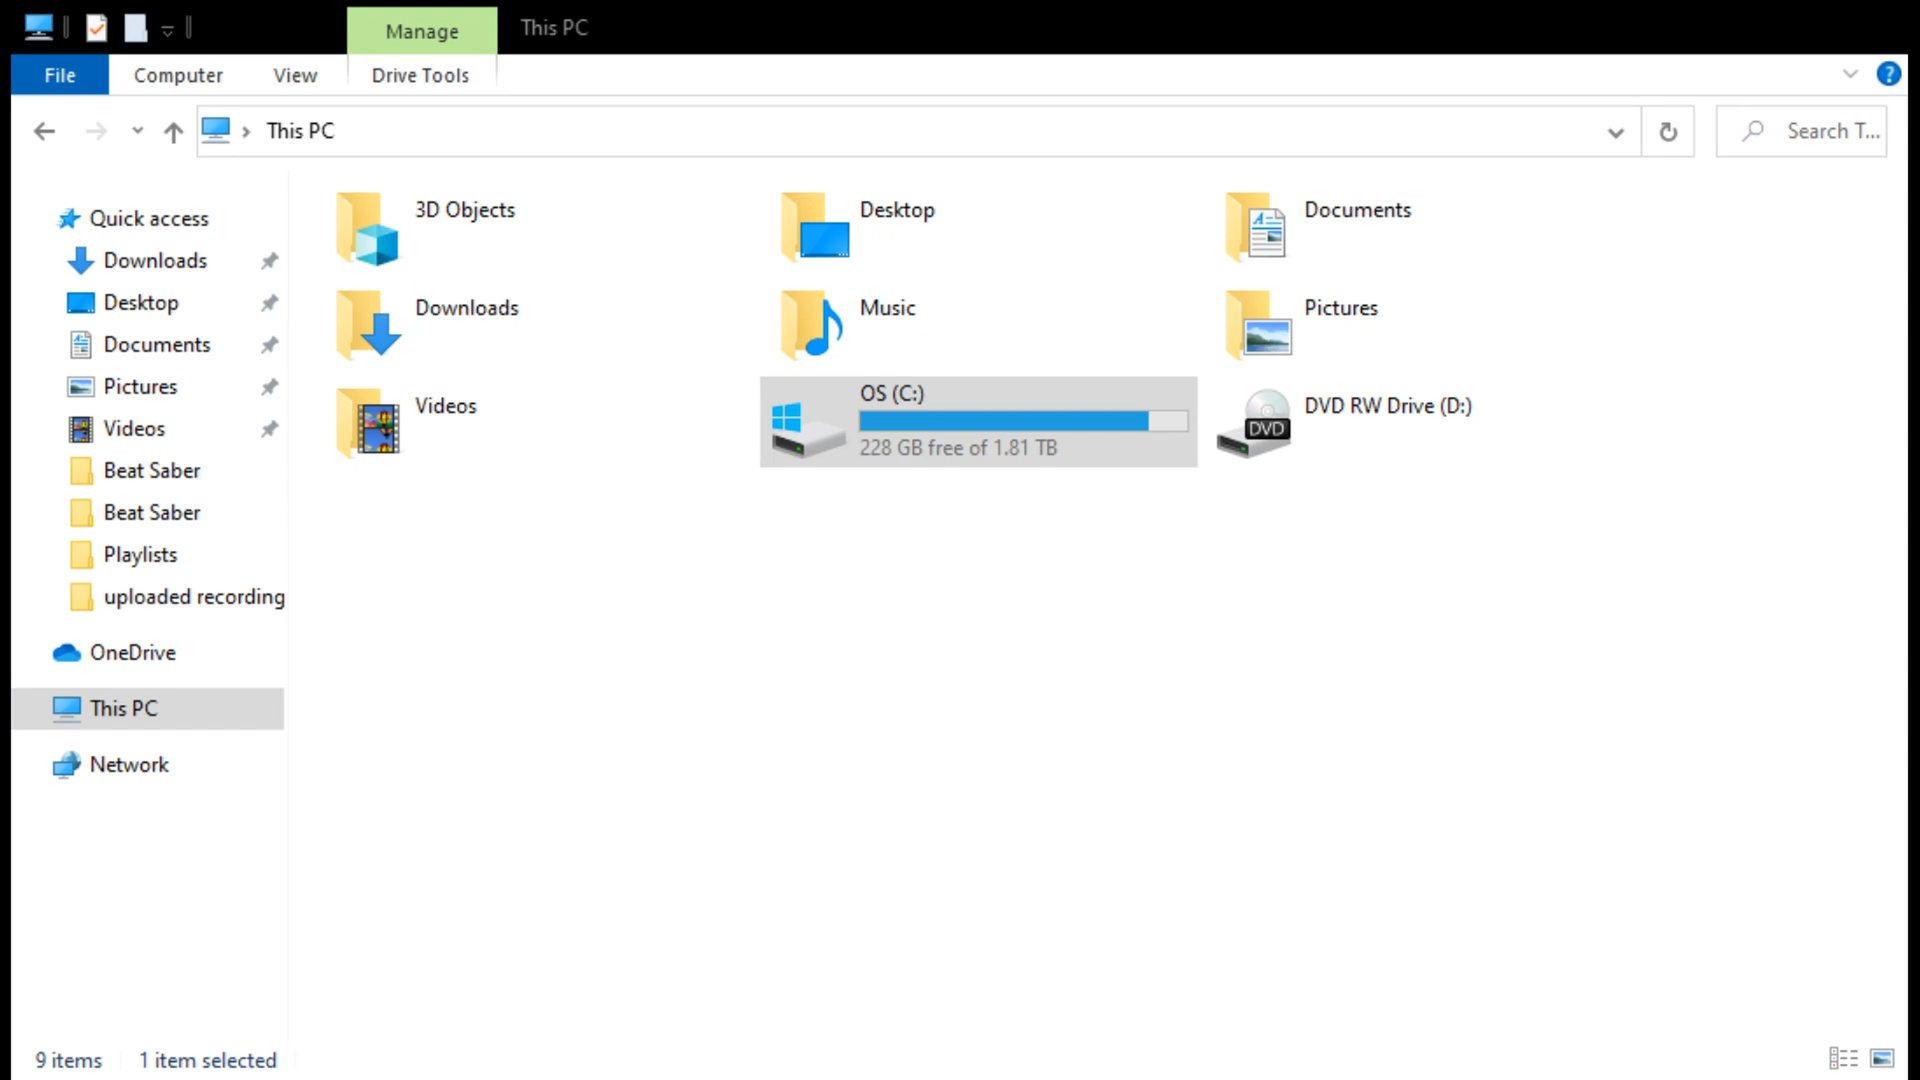 Manage
This PC
File
Computer
View
Drive Tools
?
This PC
Search T...
Quick access
Downloads
Desktop
Documents
Pictures
Videos
Beat Saber
Beat Saber
Playlists
uploaded recording
OneDrive
This PC
Network
3D Objects
Desktop
Documents
Downloads
Music
Pictures
Videos
OS (C:)
228 GB free of 1.81 TB
DVD
DVD RW Drive (D:)
9 items
1 item selected